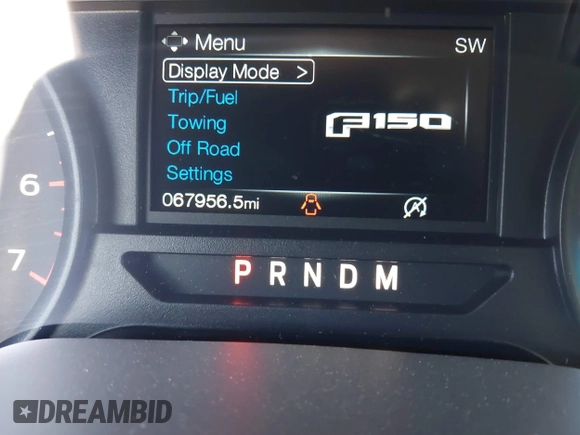 Menu SW
Display Mode >
Trip/Fuel
Towing
F150
Off Road
Settings
067956.5mi
6
7
P R N D M
DREAMBID